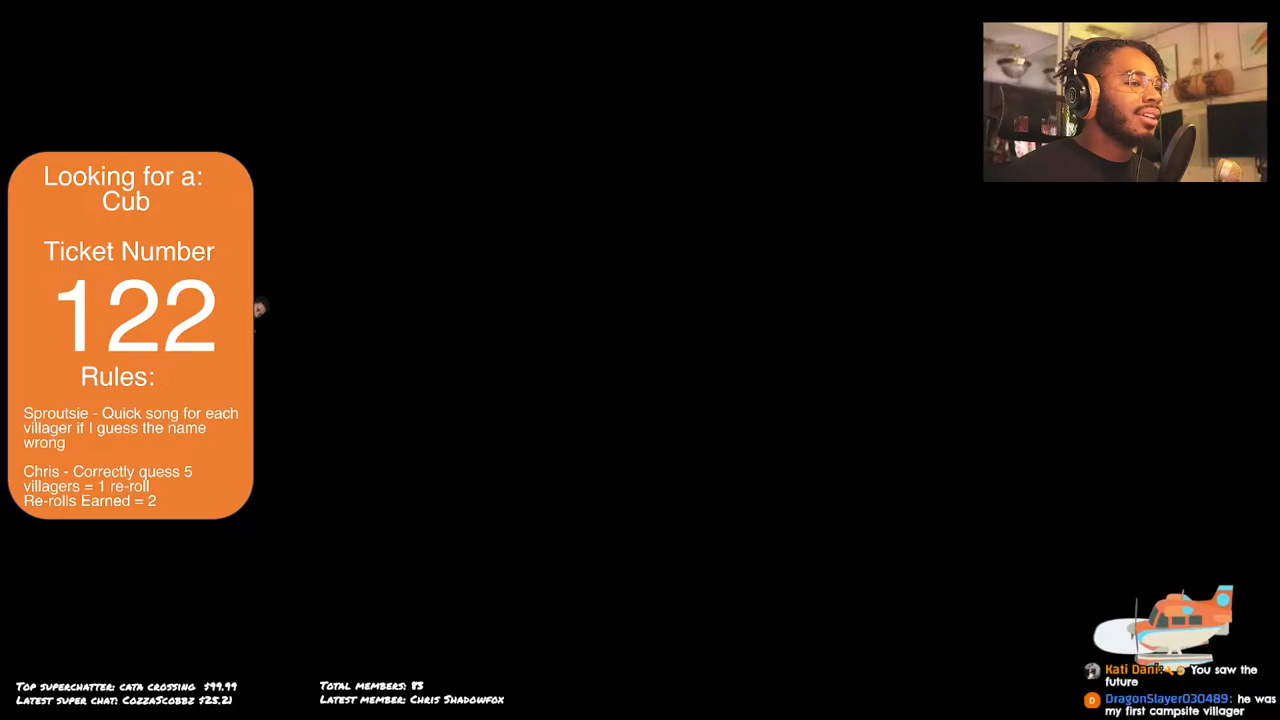 Looking for a:
Cub
Ticket Number
122
Rules:
Sproutsie - Quick song for each
villager if I guess the name
wrong
Chris - Correctly quess 5
villagers = 1 re-roll
Re-rolls Earned = 2
Top superchatter: cata crossing $99.99
Latest super chat: CozzaScobbz $25.21
Total members: 83
Latest member: Chris Shadowfox
Kati Dani: You saw the
future
DragonSlayer030489: he was
my first campsite villager